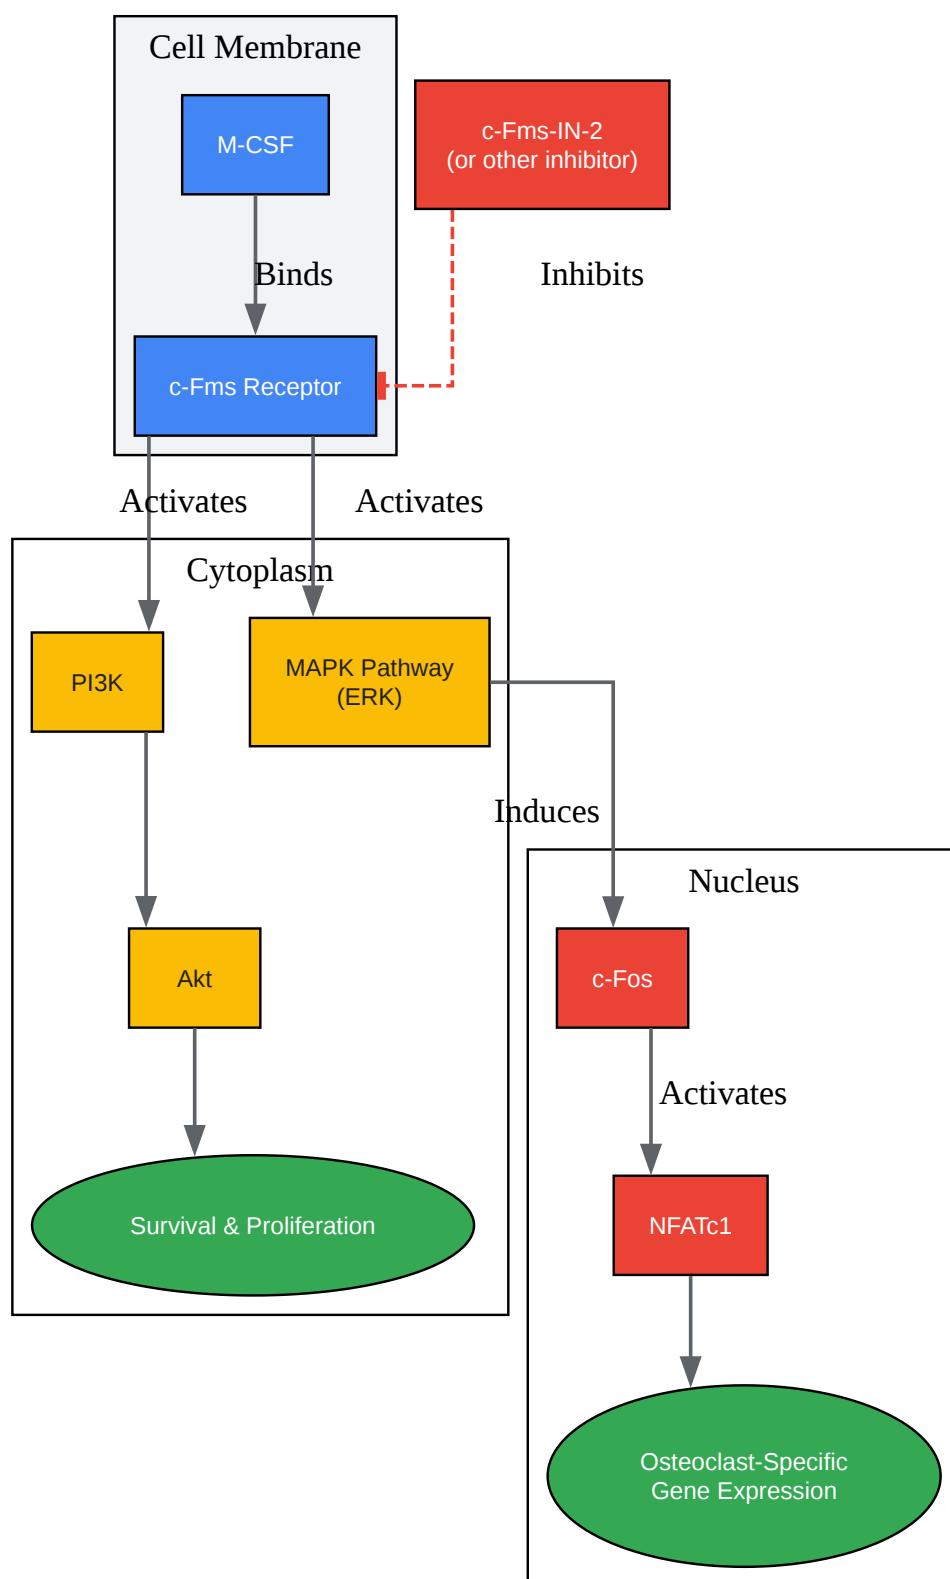 Cell Membrane
M-CSF
c-Fms-IN-2
(or other inhibitor)
Binds
Inhibits
c-Fms Receptor
Activates
Activates
Cytoplasm
PI3K
MAPK Pathway
(ERK)
Induces
Nucleus
Akt
c-Fos
Activates
Survival & Proliferation
NFATc1
Osteoclast-Specific
Gene Expression